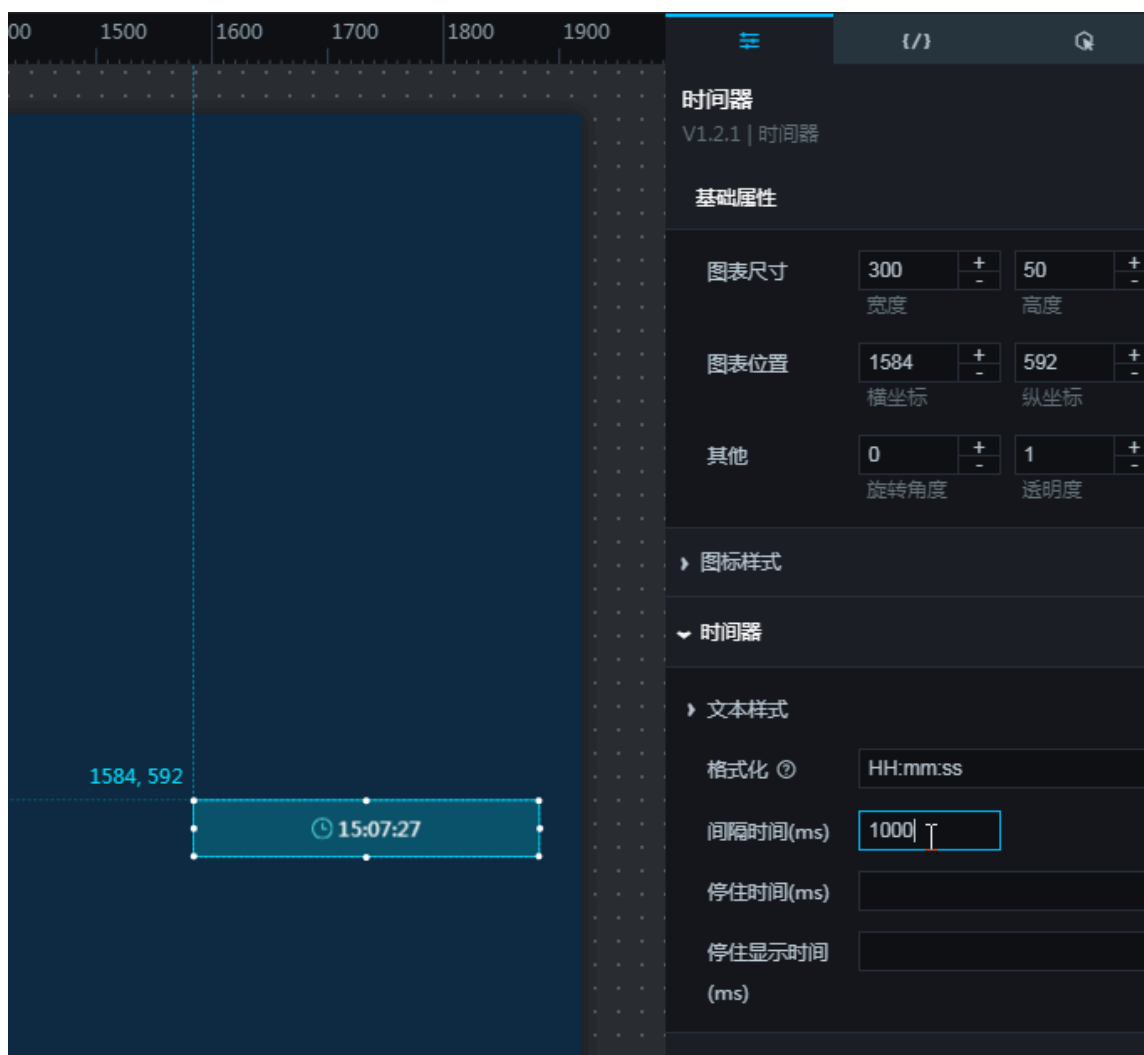 00 1500 1600 1700 1800 1900
{/}
时间器
V1.2.1 | 时间器
基础属性
图表尺寸 300 + - 50 + -
宽度 高度
图表位置 1584 + - 592 + -
横坐标 纵坐标
其他 0 + - 1 + -
旋转角度 透明度
图标样式
时间器
文本样式
1584, 592
格式化 ? HH:mm:ss
15:07:27
间隔时间(ms) 1000
停住时间(ms)
停住显示时间
(ms)